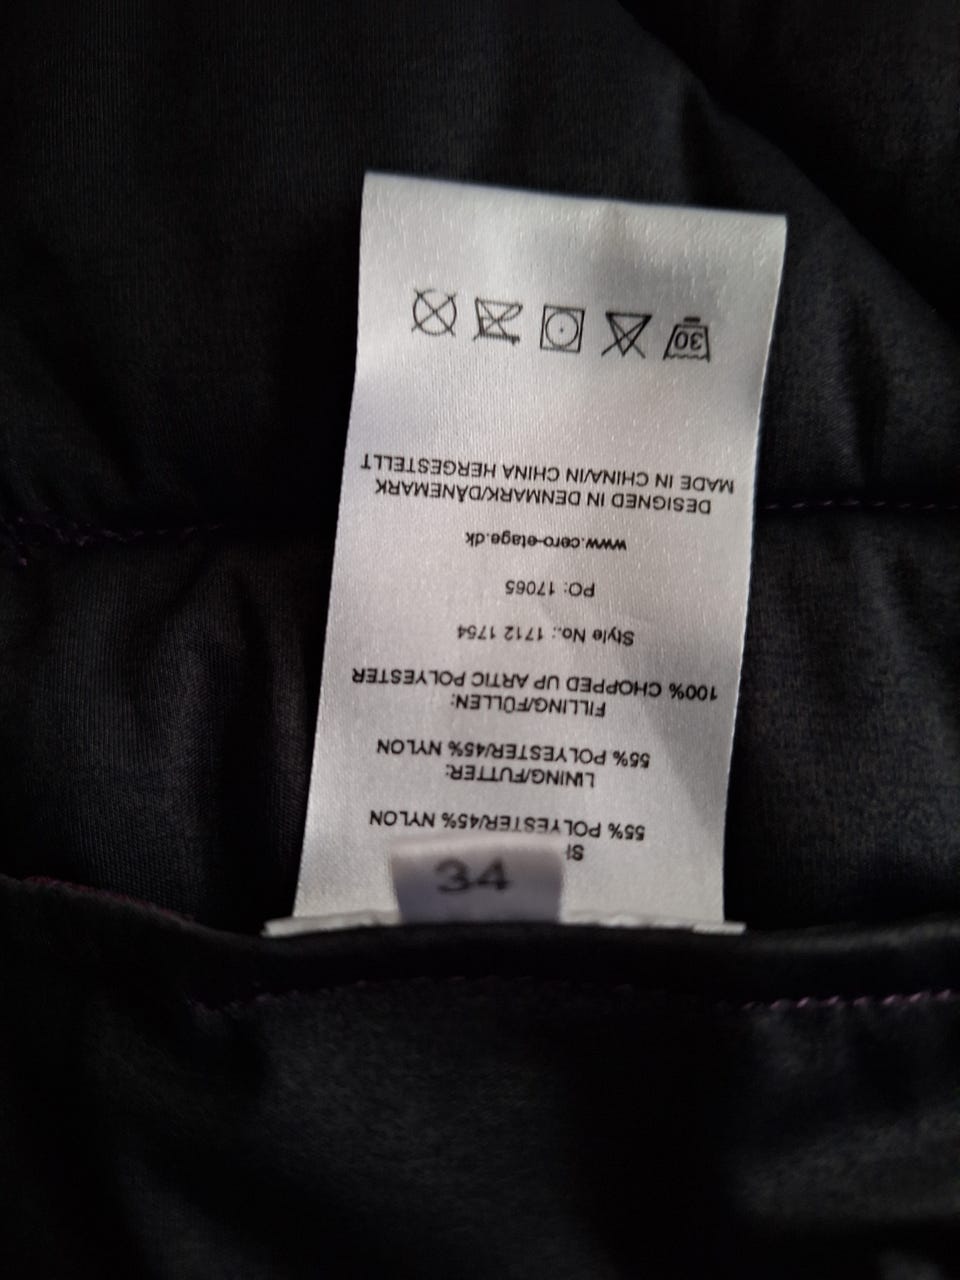 34
55% POLYESTER/45% NYLON
LINING/FUTTER:
55% POLYESTER/45% NYLON
FILLING/FÜLLEN:
100% CHOPPED UP ARTIC POLYESTER
Style No.: 1712 1754
PO: 17065
www.cero-etage.dk
DESIGNED IN DENMARK/DÄNEMARK
MADE IN CHINA/IN CHINA HERGESTELLT
30